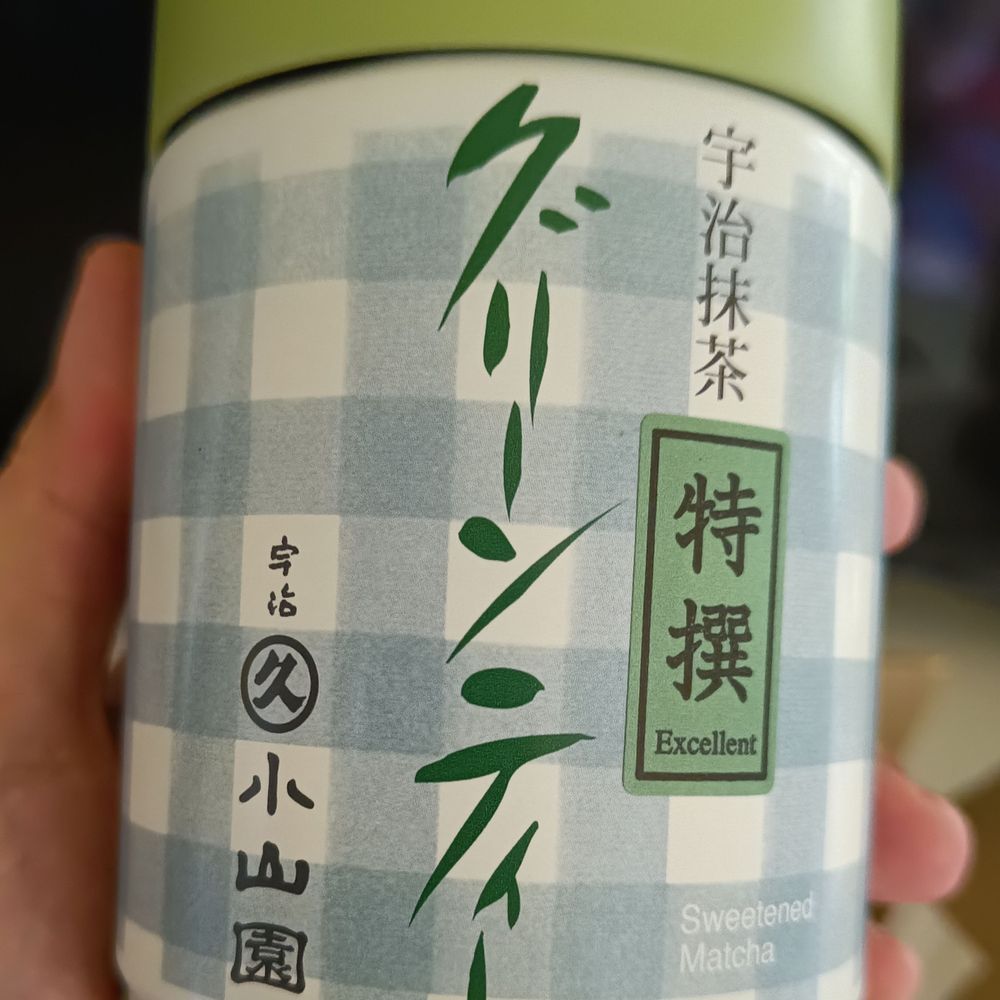 宇治抹茶
特撰
Excellent
グリーンティー
宇治
久
小山園
Sweetened
Matcha